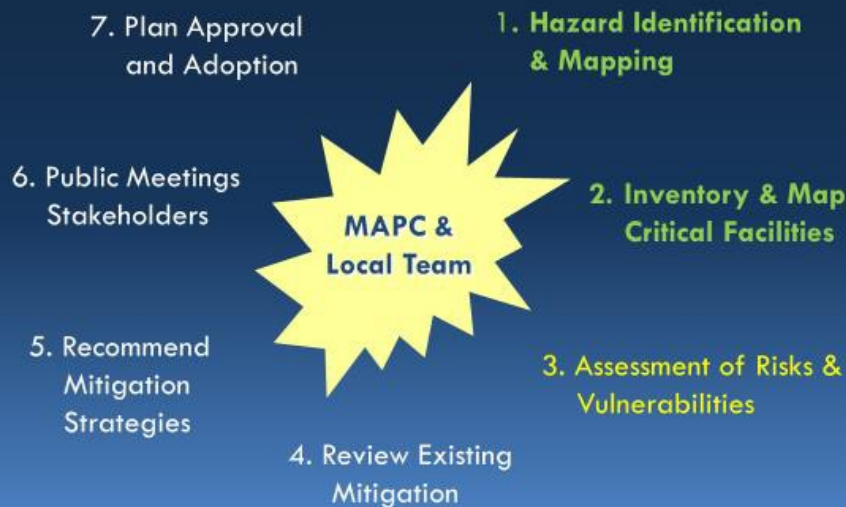 1. Hazard Identification
& Mapping
2. Inventory & Map
Critical Facilities
3. Assessment of Risks &
Vulnerabilities
4. Review Existing
Mitigation
5. Recommend
Mitigation
Strategies
6. Public Meetings
Stakeholders
7. Plan Approval
and Adoption
MAPC &
Local Team